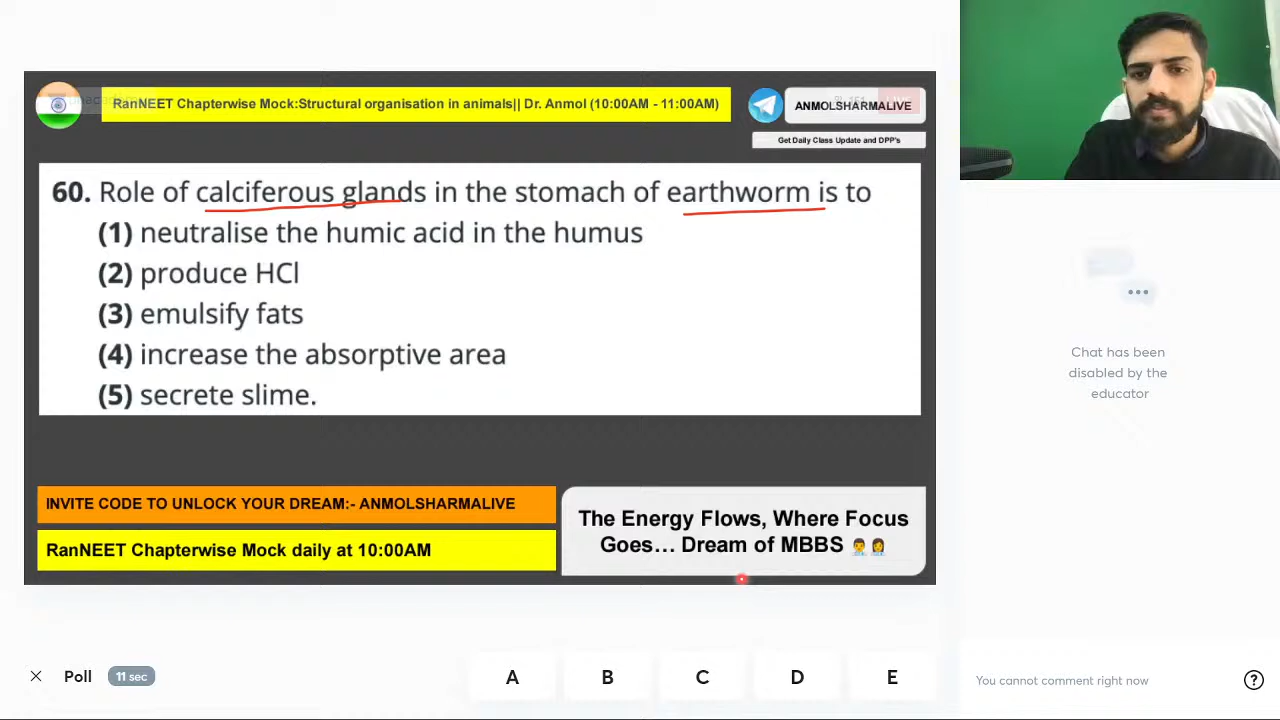 RanNEET Chapterwise Mock:Structural organisation in animals|| Dr. Anmol (10:00AM - 11:00AM)
ANMOLSHARMALIVE
Get Daily Class Update and DPP's
60. Role of calciferous glands in the stomach of earthworm is to
(1) neutralise the humic acid in the humus
(2) produce HCl
(3) emulsify fats
(4) increase the absorptive area
(5) secrete slime.
INVITE CODE TO UNLOCK YOUR DREAM:- ANMOLSHARMALIVE
RanNEET Chapterwise Mock daily at 10:00AM
The Energy Flows, Where Focus
Goes... Dream of MBBS 👨‍⚕️👩‍⚕️
Chat has been
disabled by the
educator
Poll
11 sec
A B C D E
You cannot comment right now
?